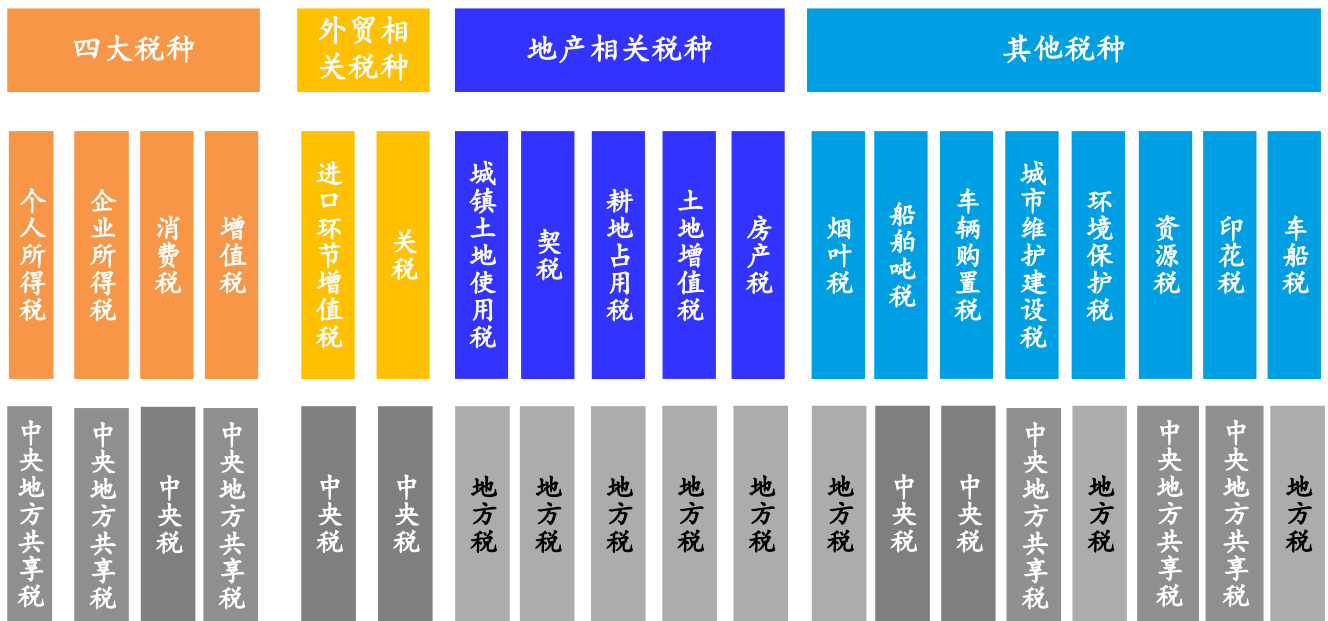 四大税种
外贸相
关税种
地产相关税种
其他税种
个人所得税
企业所得税
消费税
增值税
进口环节增值税
关税
城镇土地使用税
契税
耕地占用税
土地增值税
房产税
烟叶税
船舶吨税
车辆购置税
城市维护建设税
环境保护税
资源税
印花税
车船税
中央地方共享税
中央地方共享税
中央税
中央地方共享税
中央税
中央税
地方税
地方税
地方税
地方税
地方税
地方税
中央税
中央税
中央地方共享税
地方税
中央地方共享税
中央地方共享税
地方税